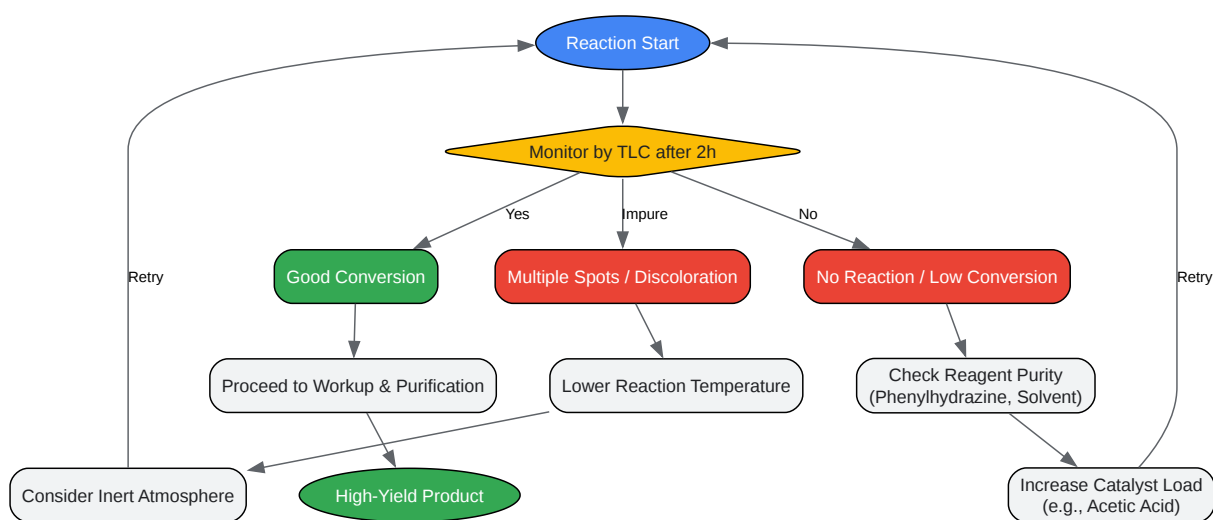 Reaction Start
Monitor by TLC after 2h
Yes
Impure
No
Good Conversion
Multiple Spots / Discoloration
No Reaction / Low Conversion
Retry
Retry
Proceed to Workup & Purification
Lower Reaction Temperature
Check Reagent Purity
(Phenylhydrazine, Solvent)
Consider Inert Atmosphere
High-Yield Product
Increase Catalyst Load
(e.g., Acetic Acid)